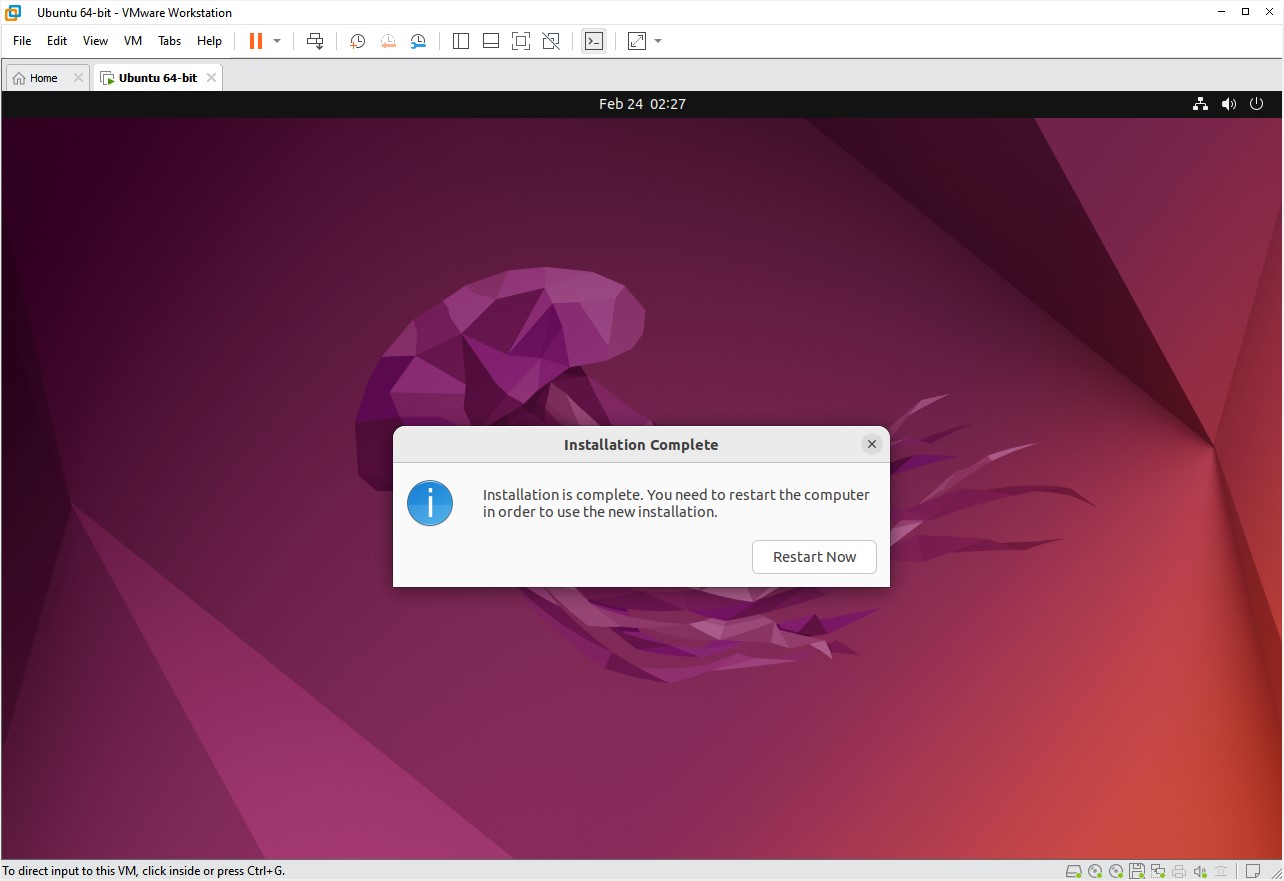 Ubuntu 64-bit - VMware Workstation
File Edit View VM Tabs Help
Home Ubuntu 64-bit
Feb 24 02:27
Installation Complete
Installation is complete. You need to restart the computer
in order to use the new installation.
Restart Now
To direct input to this VM, click inside or press Ctrl+G.